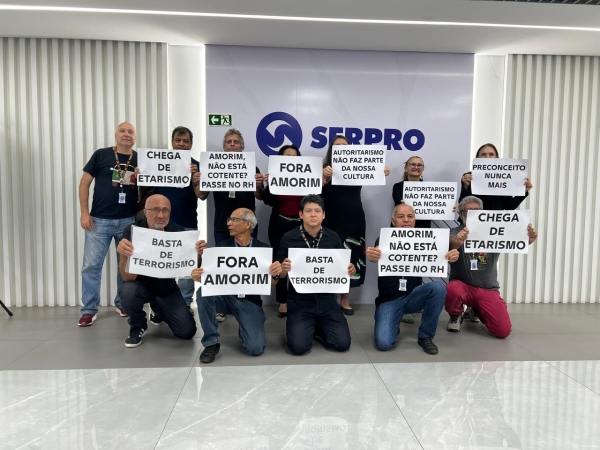 SERPRO
CHEGA DE
ETARISMO
AMORIM,
NÃO ESTÁ
COTENTE?
PASSE NO RH
FORA
AMORIM
AUTORITARISMO
NÃO FAZ PARTE
DA NOSSA
CULTURA
AUTORITARISMO
NÃO FAZ PARTE
DA NOSSA
CULTURA
PRECONCEITO
NUNCA
MAIS
BASTA
DE
TERRORISMO
FORA
AMORIM
BASTA
DE
TERRORISMO
AMORIM,
NÃO ESTÁ
COTENTE?
PASSE NO RH
CHEGA DE
ETARISMO